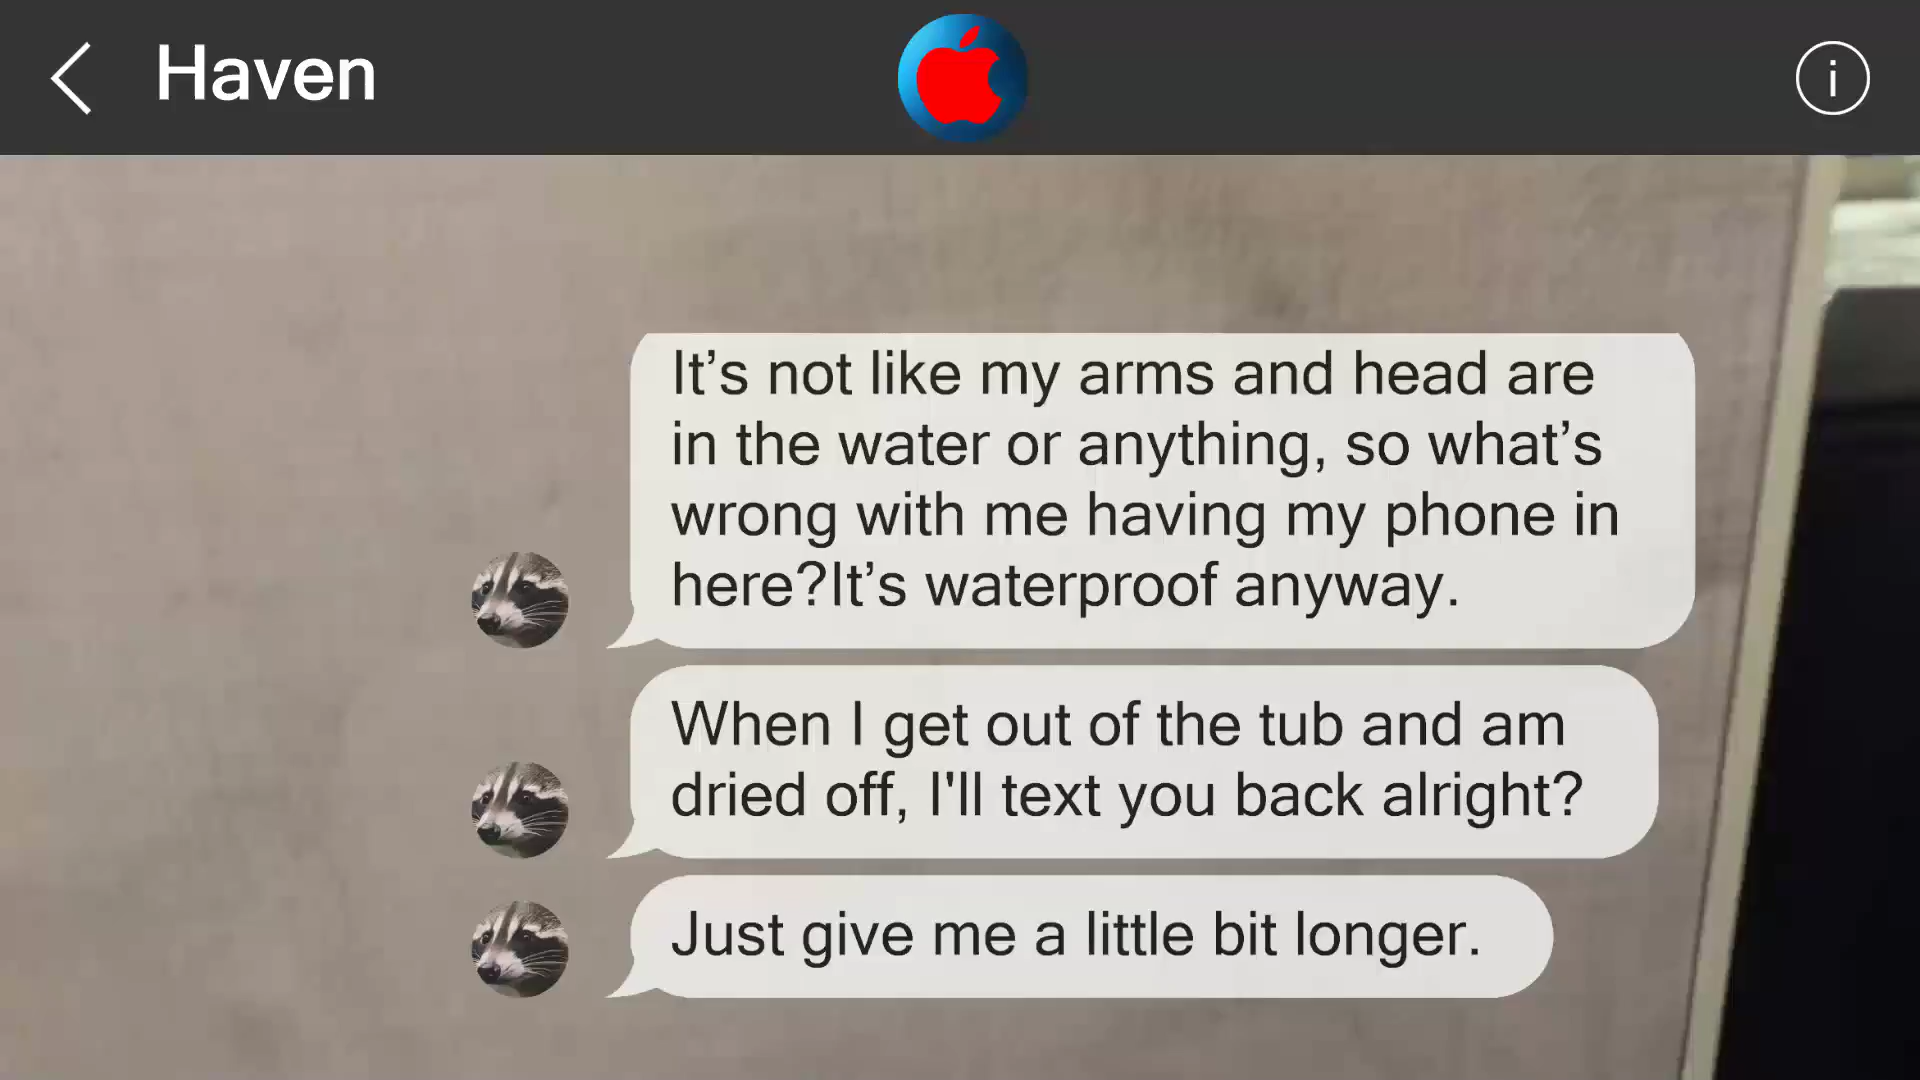 Haven
i
It’s not like my arms and head are
in the water or anything, so what’s
wrong with me having my phone in
here?It’s waterproof anyway.
When I get out of the tub and am
dried off, I'll text you back alright?
Just give me a little bit longer.